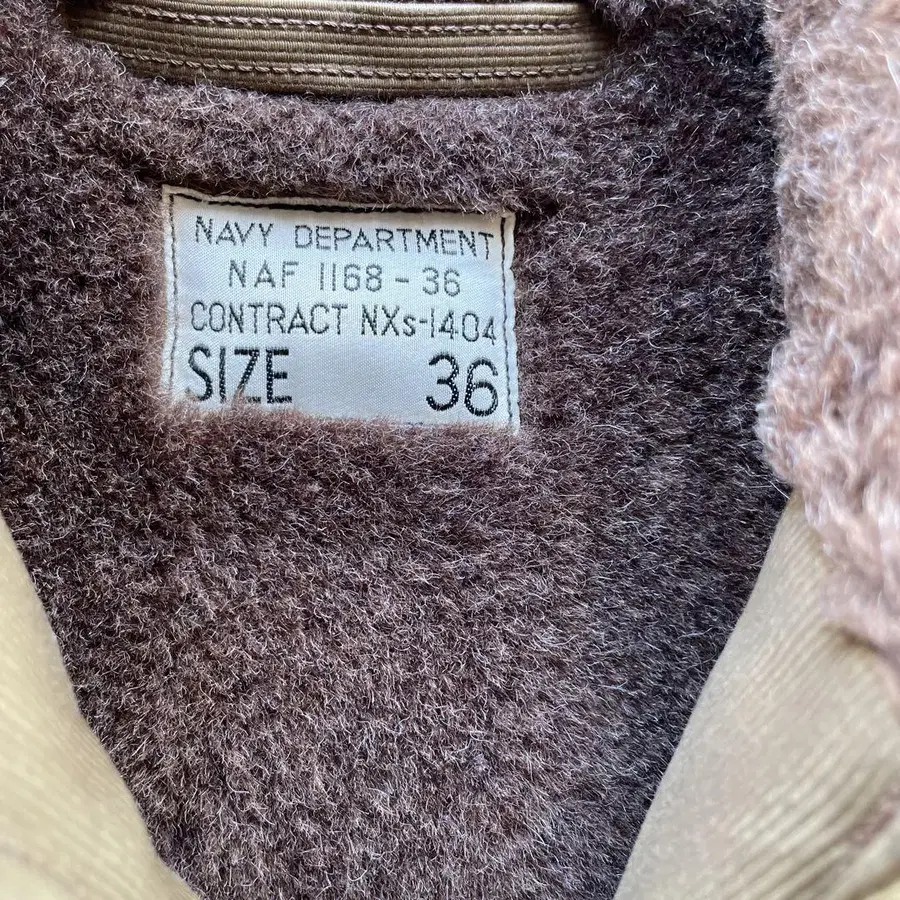 NAVY DEPARTMENT
NAF 1168-36
CONTRACT NXs-1404
SIZE 36